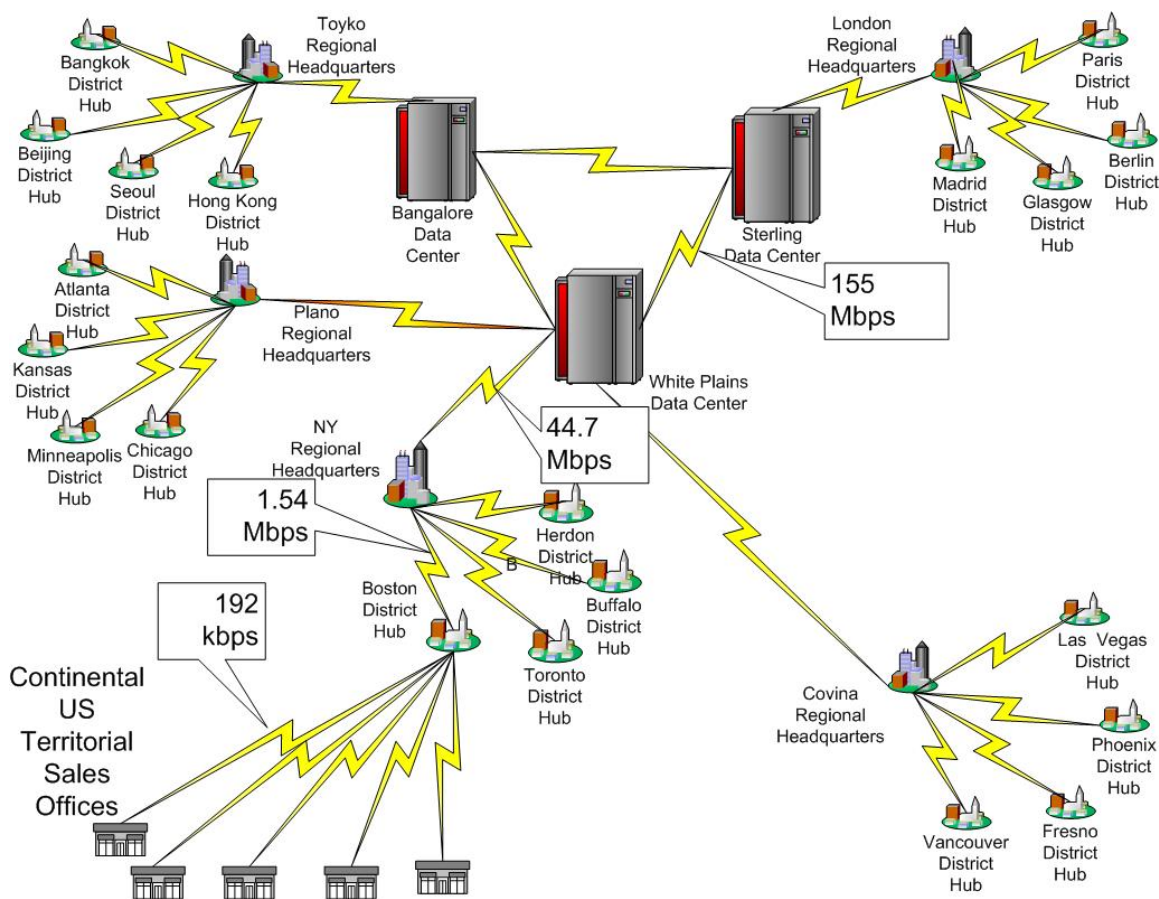 Toyko
Regional
Headquarters
London
Regional
Headquarters
Bangkok
District
Hub
Paris
District
Hub
Beijing
District
Hub
Seoul
District
Hub
Hong Kong
District
Hub
Bangalore
Data
Center
Sterling
Data Center
Madrid
District
Hub
Glasgow
District
Hub
Berlin
District
Hub
155
Mbps
Atlanta
District
Hub
Plano
Regional
Headquarters
Kansas
District
Hub
Minneapolis
District
Hub
Chicago
District
Hub
White Plains
Data Center
NY
Regional
Headquarters
44.7
Mbps
1.54
Mbps
Herdon
District
Hub
B
Boston
District
Hub
Buffalo
District
Hub
Toronto
District
Hub
192
kbps
Continental
US
Territorial
Sales
Offices
Covina
Regional
Headquarters
Las Vegas
District
Hub
Phoenix
District
Hub
Fresno
District
Hub
Vancouver
District
Hub